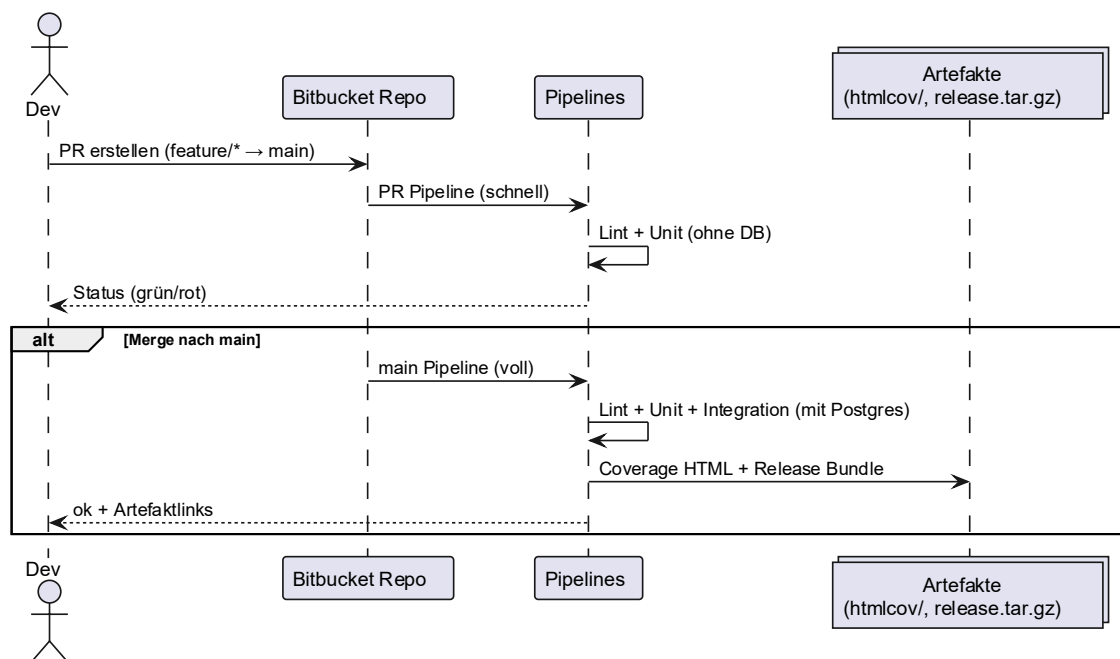 Dev
Bitbucket Repo
Pipelines
Artefakte
(htmlcov/, release.tar.gz)
PR erstellen (feature/* → main)
PR Pipeline (schnell)
Lint + Unit (ohne DB)
Status (grün/rot)
alt
[Merge nach main]
main Pipeline (voll)
Lint + Unit + Integration (mit Postgres)
Coverage HTML + Release Bundle
ok + Artefaktlinks
Dev
Bitbucket Repo
Pipelines
Artefakte
(htmlcov/, release.tar.gz)